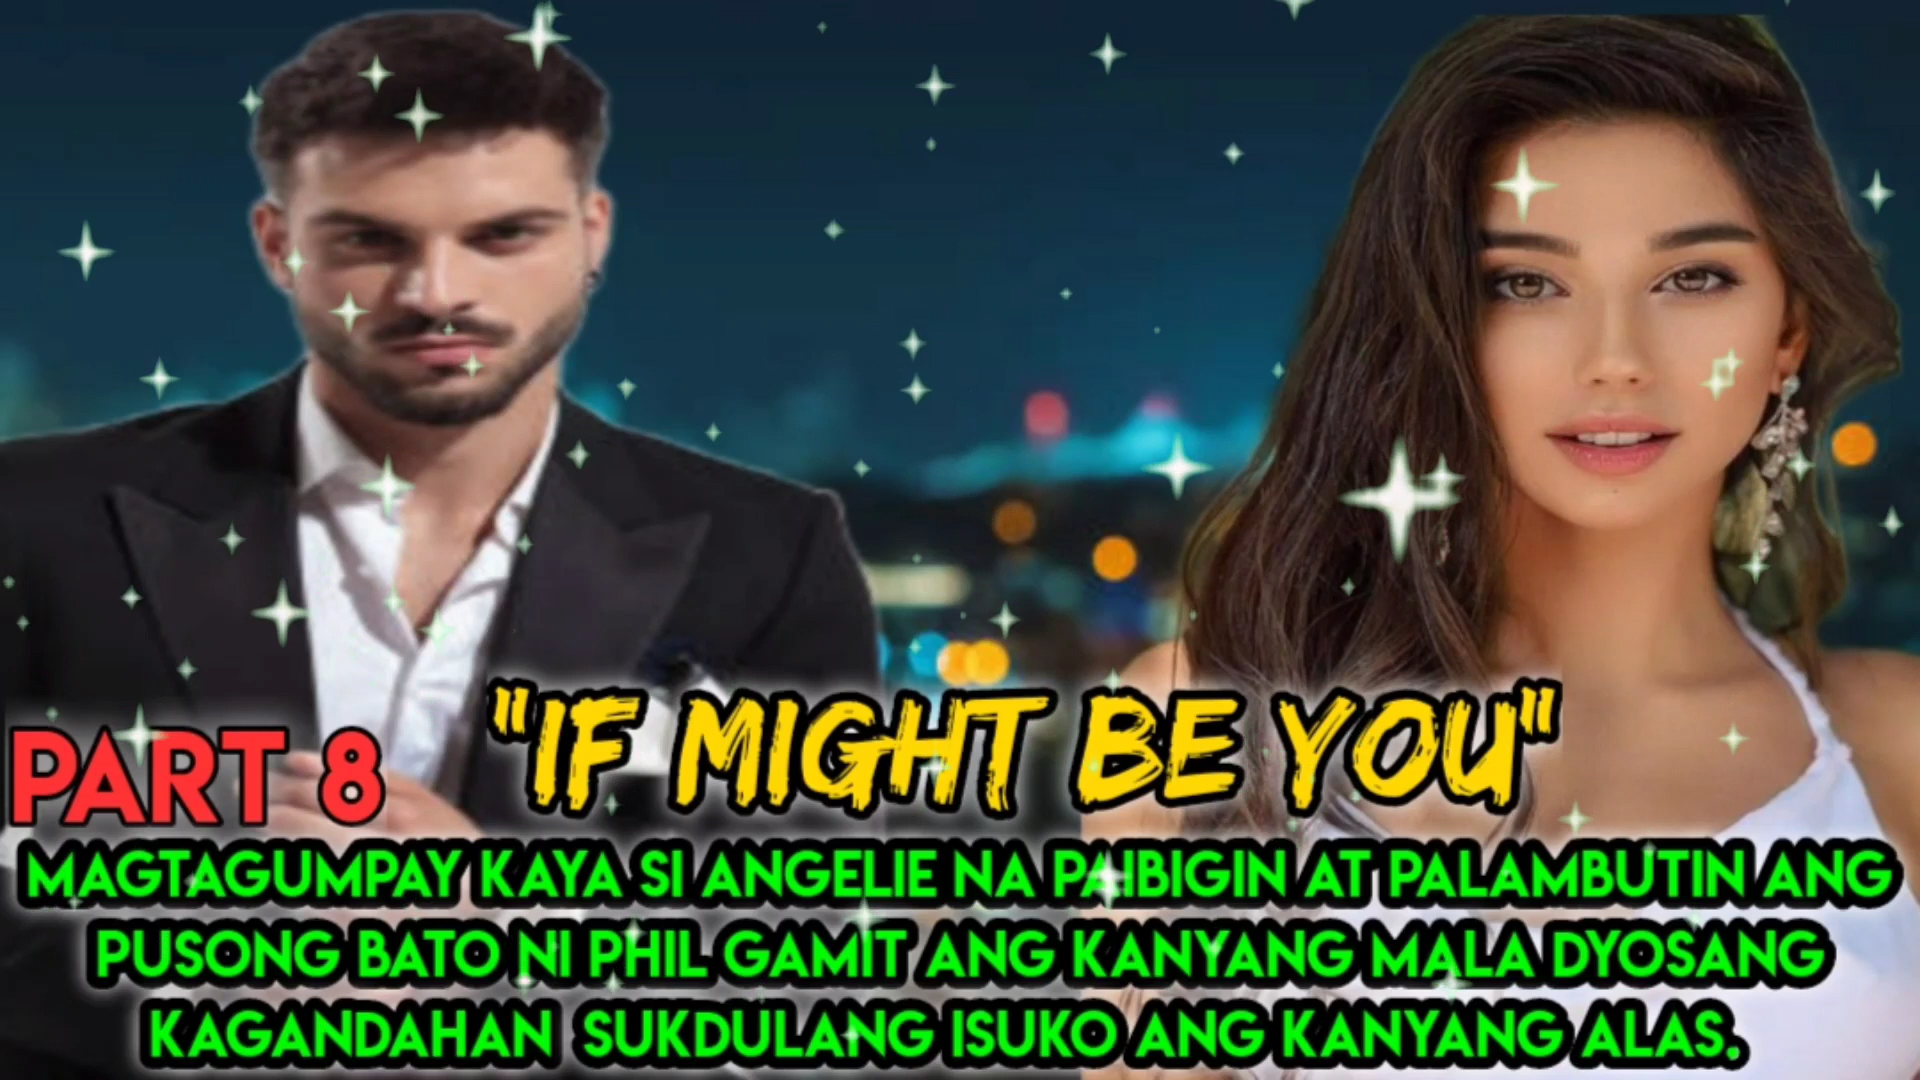 PART 8 "IF MIGHT BE YOU"
MAGTAGUMPAY KAYA SI ANGELIE NA PAIBIGIN AT PALAMBUTIN ANG
PUSONG BATO NI PHIL GAMIT ANG KANYANG MALA DYOSANG
KAGANDAHAN SUKDULANG ISUKO ANG KANYANG ALAS.